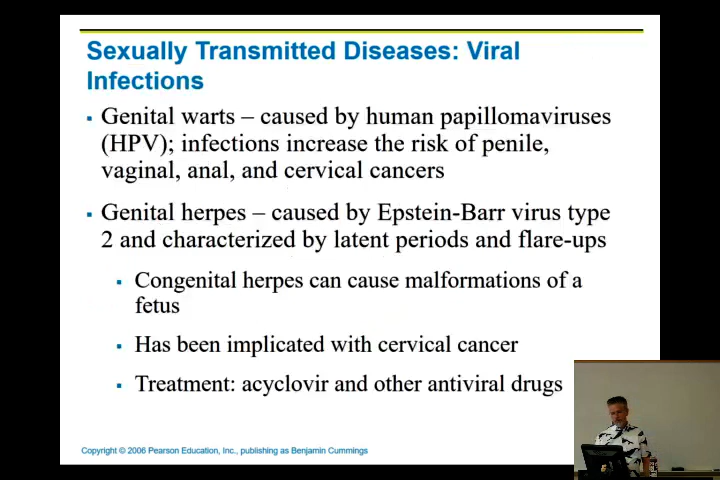 Sexually Transmitted Diseases: Viral
Infections
▪ Genital warts – caused by human papillomaviruses
(HPV); infections increase the risk of penile,
vaginal, anal, and cervical cancers
▪ Genital herpes – caused by Epstein-Barr virus type
2 and characterized by latent periods and flare-ups
▪ Congenital herpes can cause malformations of a
fetus
▪ Has been implicated with cervical cancer
▪ Treatment: acyclovir and other antiviral drugs
Copyright © 2006 Pearson Education, Inc., publishing as Benjamin Cummings